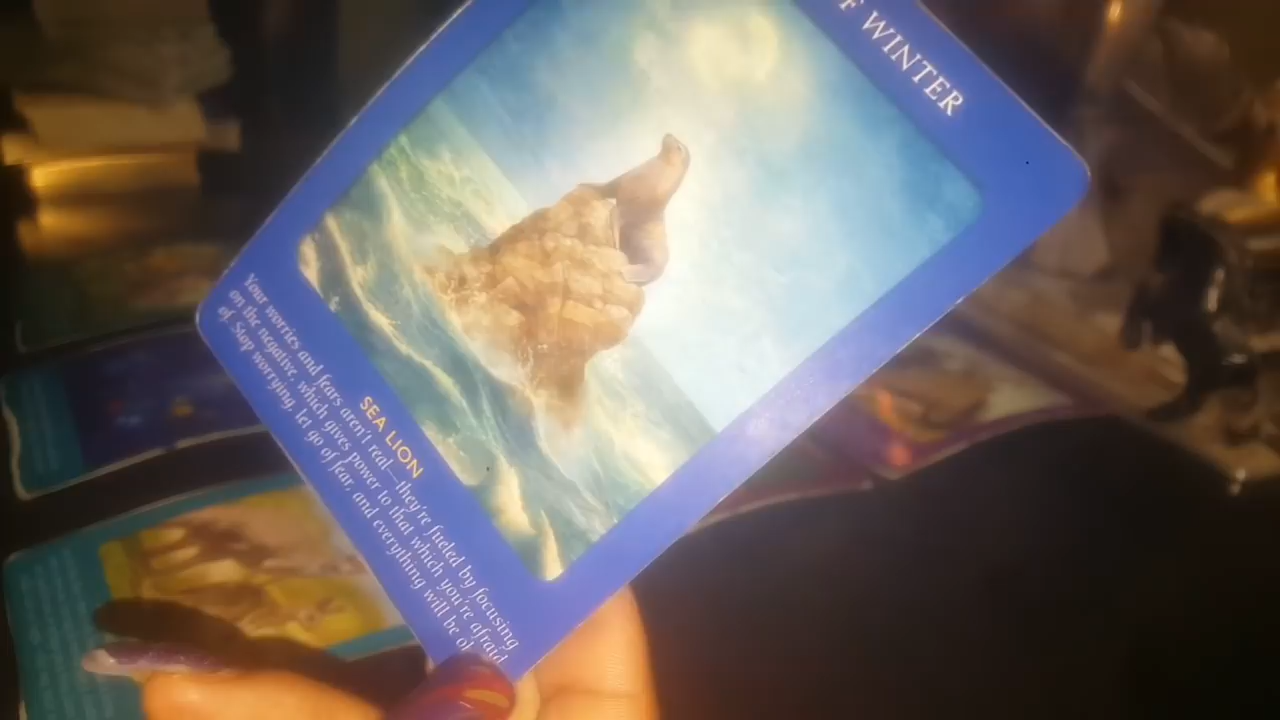 F WINTER
SEA LION
Your worries and fears aren't real—they're fueled by focusing
on the negative, which gives power to that which you're afraid
of. Stop worrying, let go of fear, and everything will be